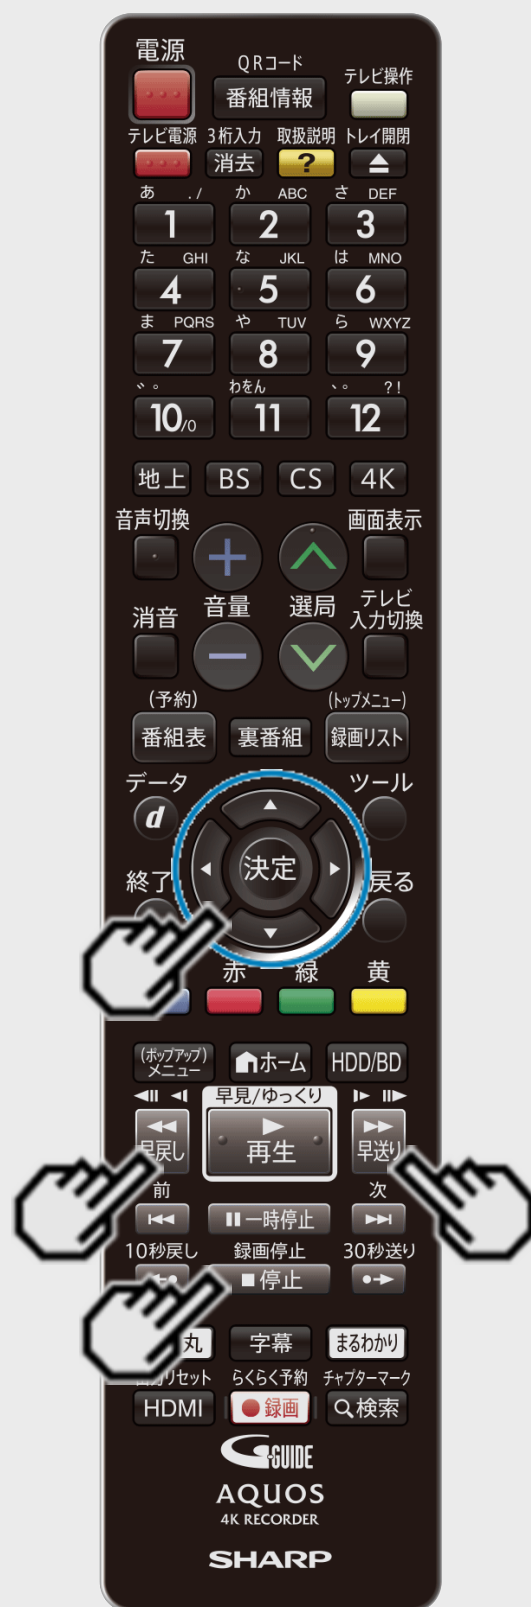 電源
QRコード
番組情報
テレビ操作
テレビ電源 3桁入力 取扱説明 トレイ開閉
消去 ?
あ ./ か ABC さ DEF
1 2 3
た GHI な JKL は MNO
4 5 6
ま PQRS や TUV ら WXYZ
7 8 9
゛゜ わをん 、。 ?!
10/0 11 12
地上 BS CS 4K
音声切換 画面表示
+
消音 音量 選局 テレビ
入力切換
−
(予約) (トップメニュー)
番組表 裏番組 録画リスト
データ ツール
d
決定
終了 戻る
赤 緑 黄
(ポップアップ)
メニュー ホーム HDD/BD
早見/ゆっくり
早戻し 再生 早送り
前 次
一時停止
10秒戻し 録画停止 30秒送り
停止
丸 字幕 まるわかり
リセット らくらく予約 チャプターマーク
HDMI 録画 検索
G-GUIDE
AQUOS
4K RECORDER
SHARP